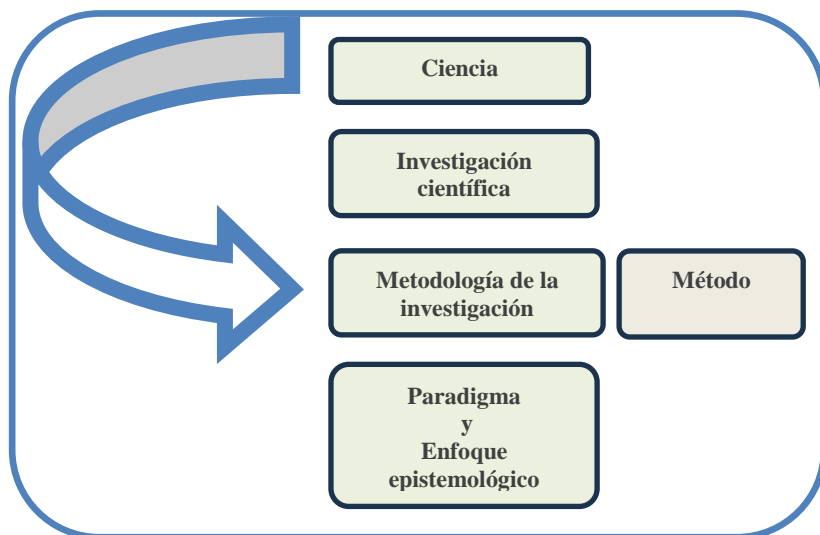 Ciencia
Investigación
científica
Metodología de la
investigación
Método
Paradigma
y
Enfoque
epistemológico